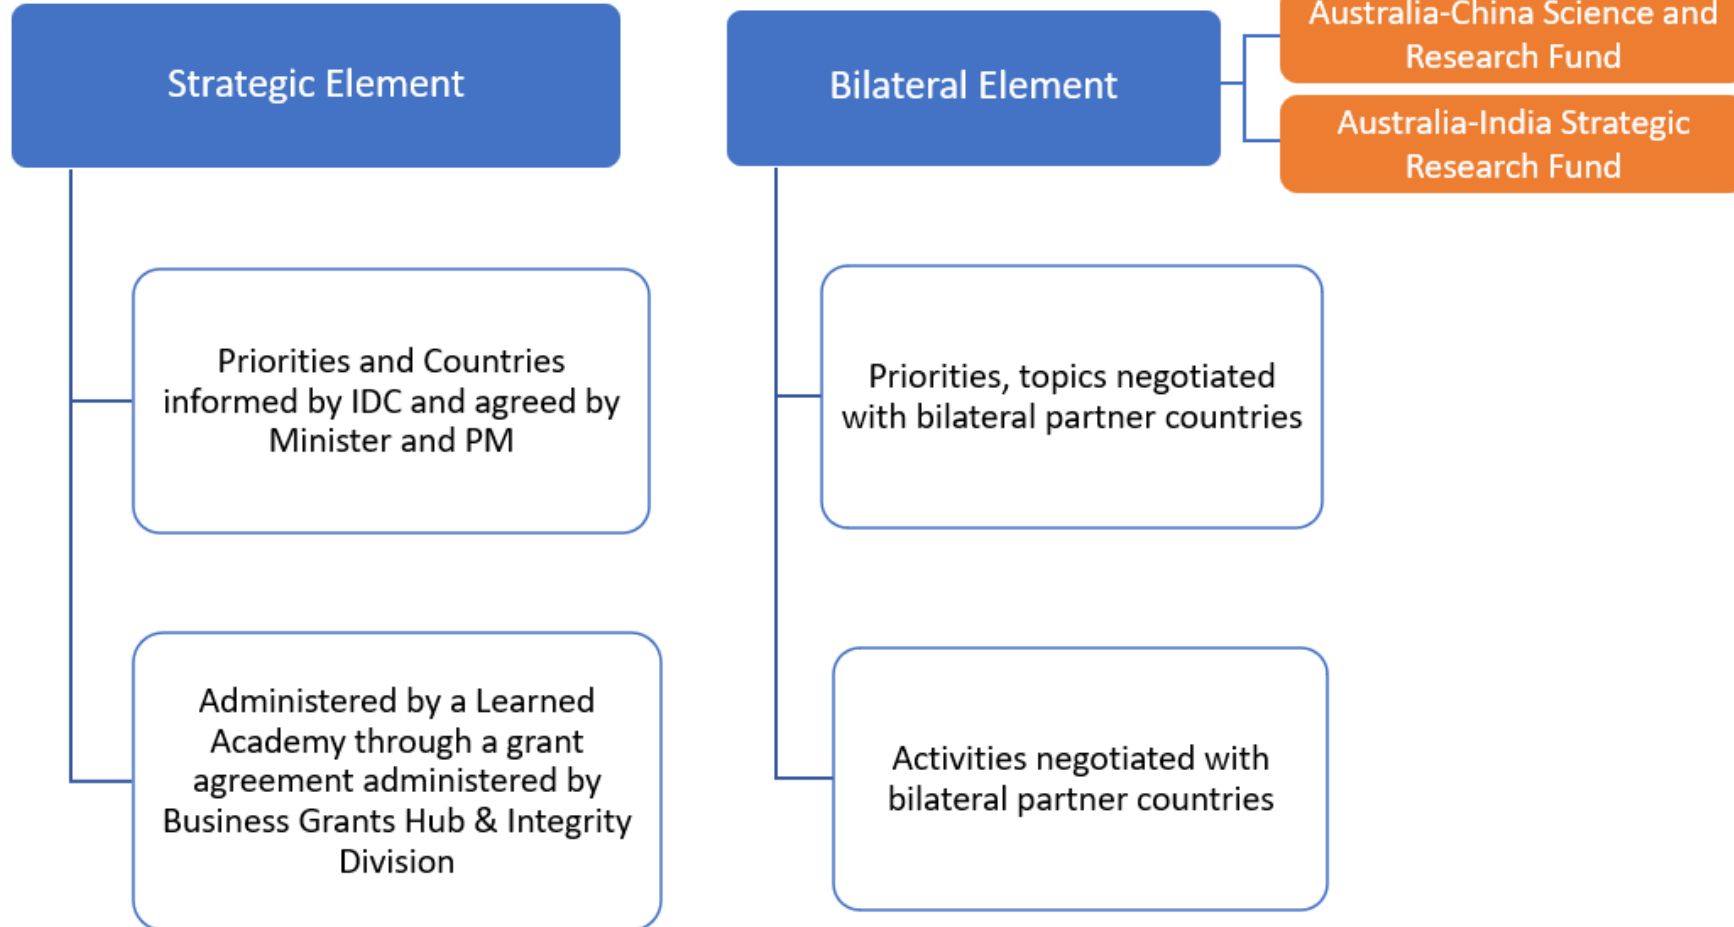 Strategic Element
Priorities and Countries
informed by IDC and agreed by
Minister and PM
Administered by a Learned
Academy through a grant
agreement administered by
Business Grants Hub & Integrity
Division
Bilateral Element
Australia-China Science and
Research Fund
Australia-India Strategic
Research Fund
Priorities, topics negotiated
with bilateral partner countries
Activities negotiated with
bilateral partner countries